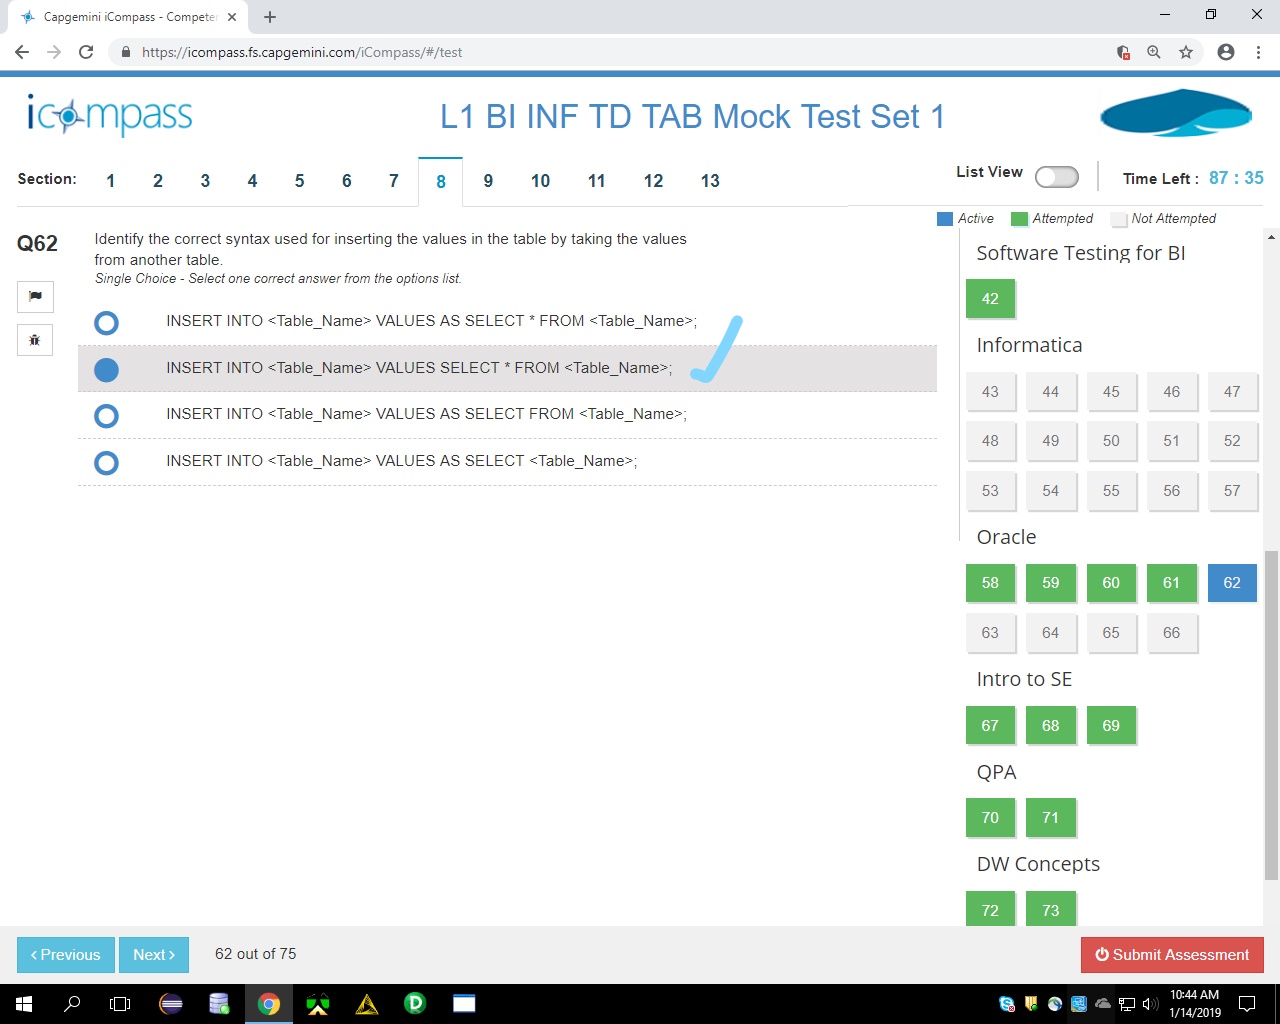 Capgemini iCompass - Compete
https://icompass.fs.capgemini.com/iCompass/#/test
icompass
L1 BI INF TD TAB Mock Test Set 1
Section: 1 2 3 4 5 6 7 8 9 10 11 12 13
List View
Time Left : 87 : 35
Active Attempted Not Attempted
Q62
Identify the correct syntax used for inserting the values in the table by taking the values
from another table.
Single Choice - Select one correct answer from the options list.
INSERT INTO <Table_Name> VALUES AS SELECT * FROM <Table_Name>;
INSERT INTO <Table_Name> VALUES SELECT * FROM <Table_Name>;
INSERT INTO <Table_Name> VALUES AS SELECT FROM <Table_Name>;
INSERT INTO <Table_Name> VALUES AS SELECT <Table_Name>;
Software Testing for BI
42
Informatica
43 44 45 46 47
48 49 50 51 52
53 54 55 56 57
Oracle
58 59 60 61 62
63 64 65 66
Intro to SE
67 68 69
QPA
70 71
DW Concepts
72 73
Previous
Next
62 out of 75
Submit Assessment
10:44 AM
1/14/2019